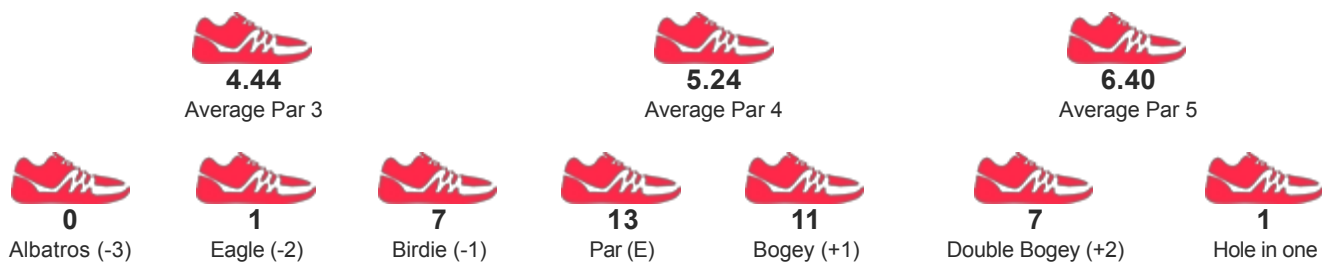 4.44 5.24 6.40
Average Par 3 Average Par 4 Average Par 5
0 1 7 13 11 7 1
Albatros (-3) Eagle (-2) Birdie (-1) Par (E) Bogey (+1) Double Bogey (+2) Hole in one